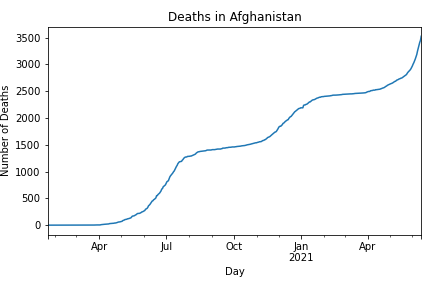 Deaths in Afghanistan
Number of Deaths
3500
3000
2500
2000
1500
1000
500
0
Apr
Jul
Oct
Jan
2021
Apr
Day